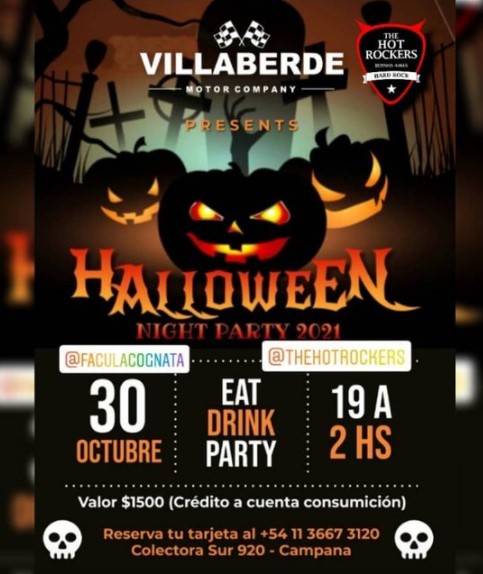 VILLABERDE
MOTOR COMPANY
THE
HOT
ROCKERS
BUENOS AIRES
HARD ROCK
PRESENTS
HALLOWEEN
NIGHT PARTY 2021
@FACULACOGNATA
@THEHOTROCKERS
30
OCTUBRE
EAT
DRINK
PARTY
19 A
2 HS
Valor $1500 (Crédito a cuenta consumición)
Reserva tu tarjeta al +54 11 3667 3120
Colectora Sur 920 - Campana